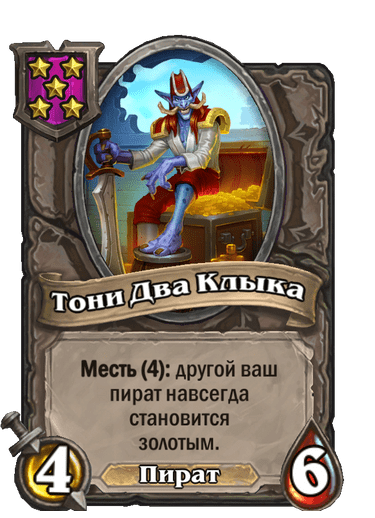 Тони Два Клыка
Месть (4): другой ваш
пират навсегда
становится
золотым.
4
Пират
6